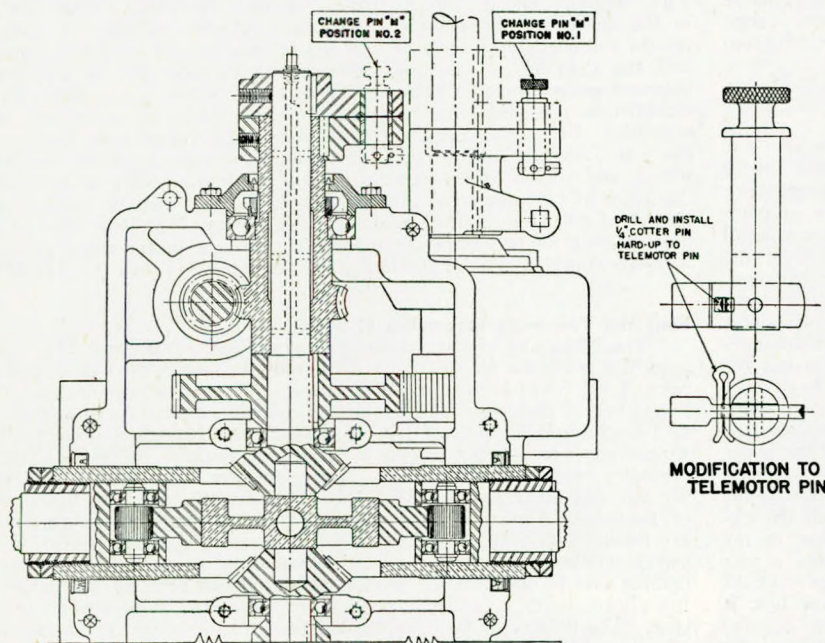 CHANGE PIN "M"
POSITION NO.2
CHANGE PIN "M"
POSITION NO.1
DRILL AND INSTALL
1/4" COTTER PIN
HARD-UP TO
TELEMOTOR PIN
MODIFICATION TO
TELEMOTOR PIN